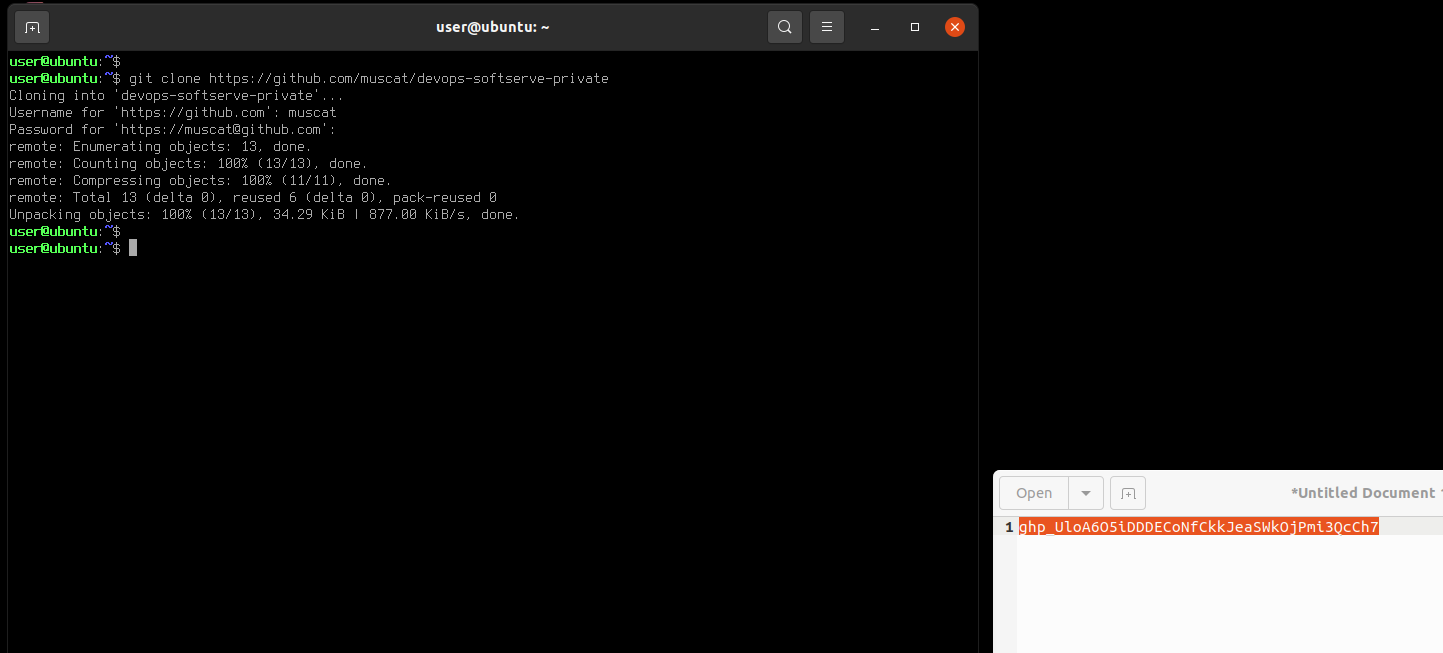 user@ubuntu: ~
user@ubuntu:~$
user@ubuntu:~$ git clone https://github.com/muscat/devops-softserve-private
Cloning into 'devops-softserve-private'...
Username for 'https://github.com': muscat
Password for 'https://muscat@github.com':
remote: Enumerating objects: 13, done.
remote: Counting objects: 100% (13/13), done.
remote: Compressing objects: 100% (11/11), done.
remote: Total 13 (delta 0), reused 6 (delta 0), pack-reused 0
Unpacking objects: 100% (13/13), 34.29 KiB | 877.00 KiB/s, done.
user@ubuntu:~$
user@ubuntu:~$
Open
*Untitled Document
1 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